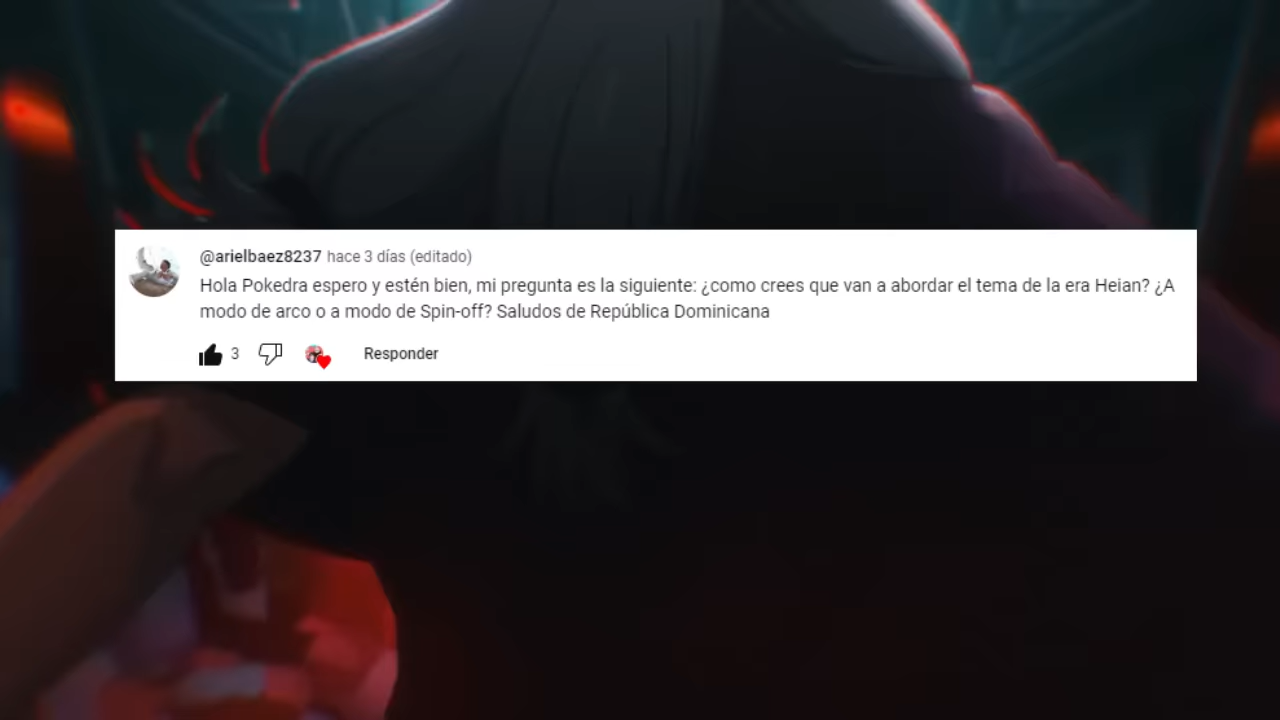 @arielbaez8237 hace 3 días (editado)
Hola Pokedra espero y estén bien, mi pregunta es la siguiente: ¿como crees que van a abordar el tema de la era Heian? ¿A
modo de arco o a modo de Spin-off? Saludos de República Dominicana
3 Responder